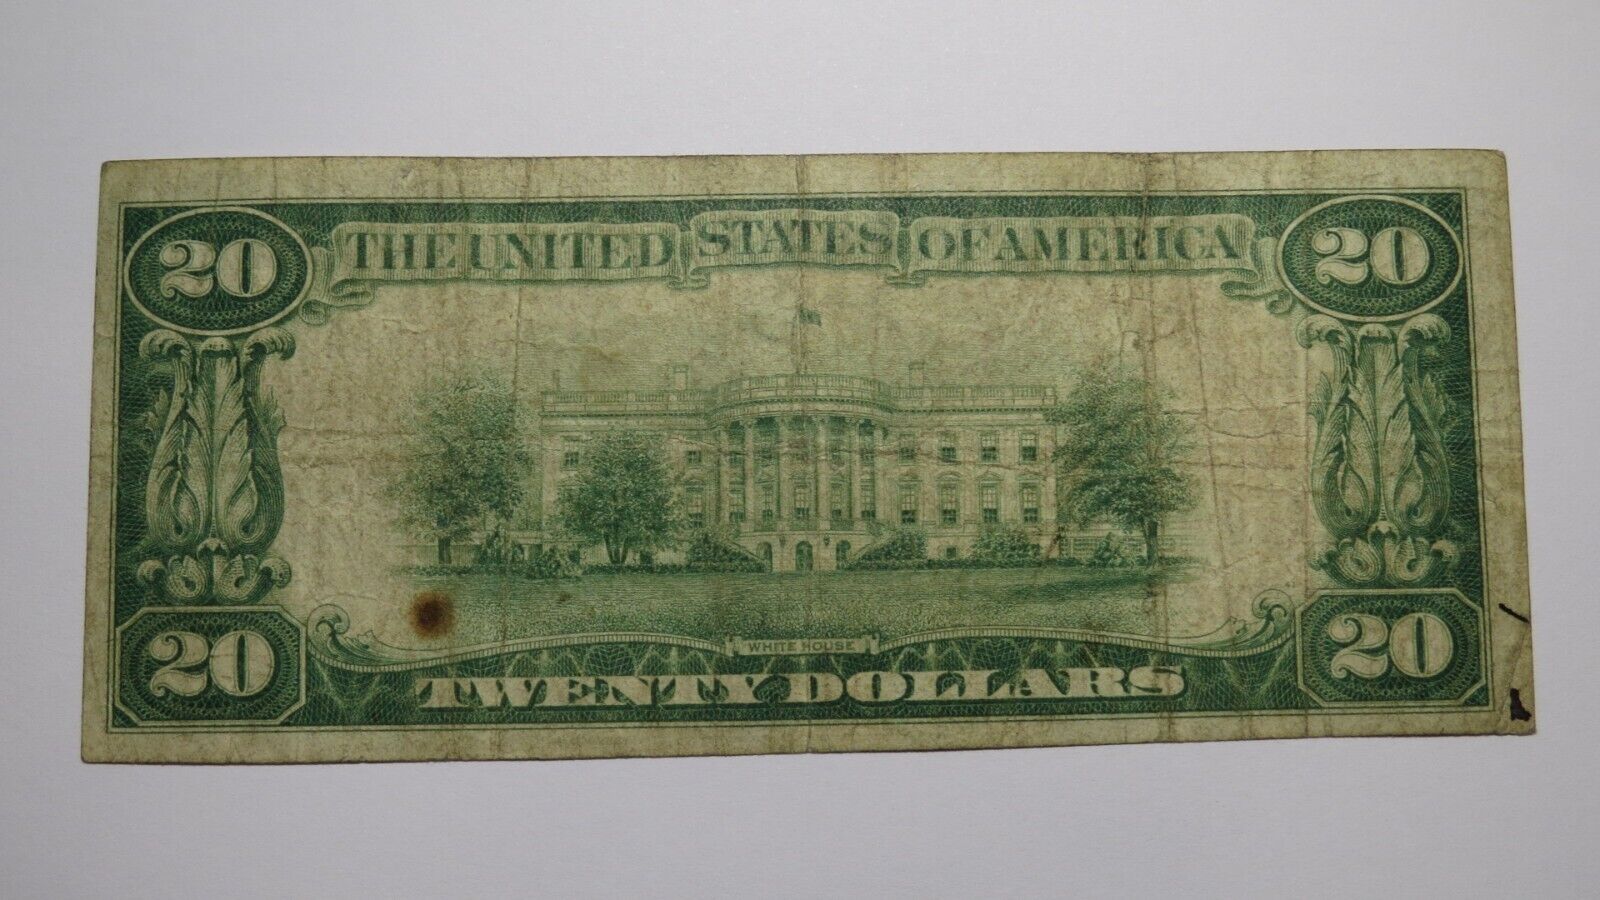 20 THE UNITED STATES OF AMERICA 20
WHITE HOUSE
20 TWENTY DOLLARS 20